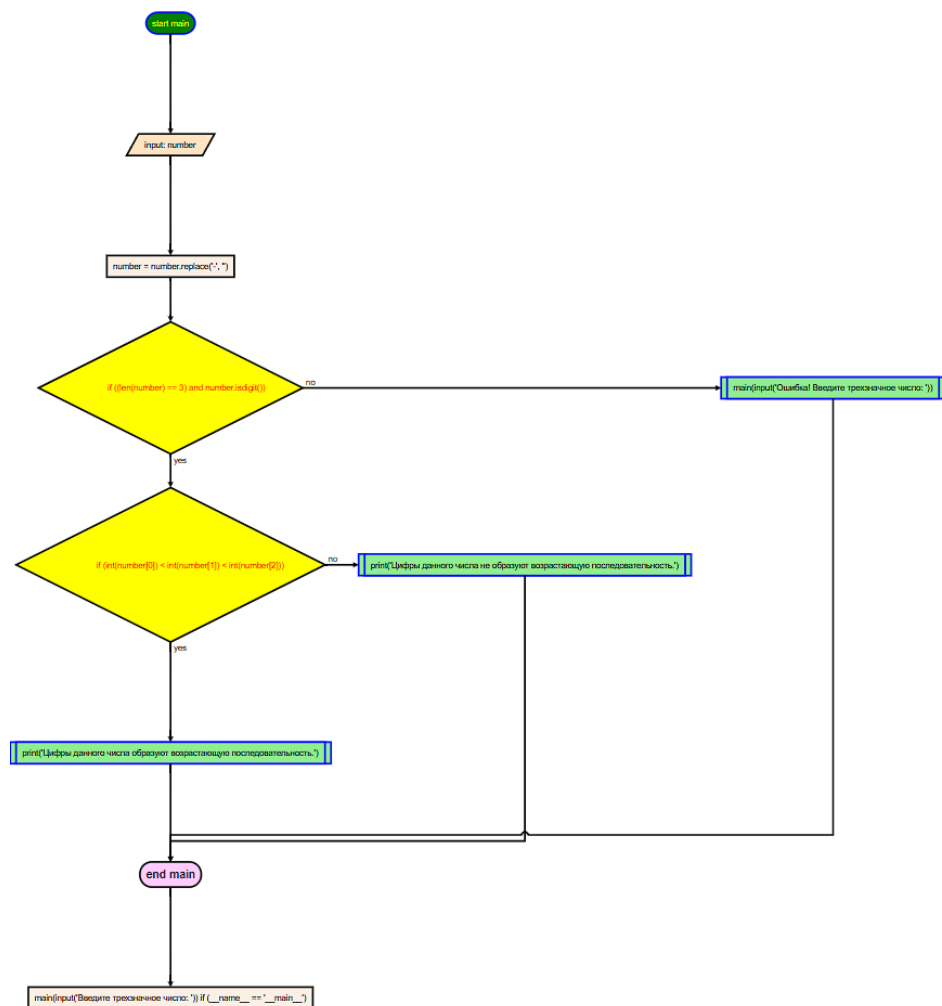 start main
input: number
number = number.replace('-', '')
if ((len(number) == 3) and number.isdigit())
no
main(input('Ошибка! Введите трехзначное число: '))
yes
if (int(number[0]) < int(number[1]) < int(number[2]))
no
print('Цифры данного числа не образуют возрастающую последовательность.')
yes
print('Цифры данного числа образуют возрастающую последовательность.')
end main
main(input('Введите трехзначное число: ')) if (__name__ == '__main__')